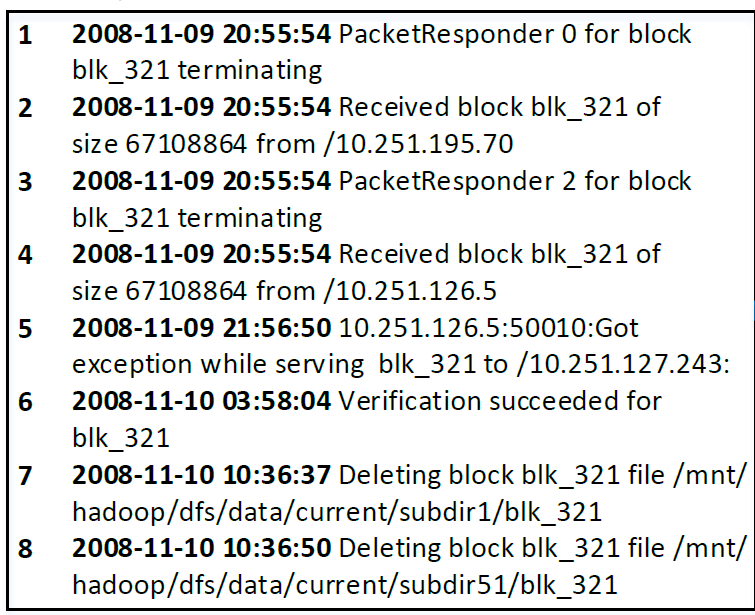 1 2008-11-09 20:55:54 PacketResponder 0 for block
blk_321 terminating
2 2008-11-09 20:55:54 Received block blk_321 of
size 67108864 from /10.251.195.70
3 2008-11-09 20:55:54 PacketResponder 2 for block
blk_321 terminating
4 2008-11-09 20:55:54 Received block blk_321 of
size 67108864 from /10.251.126.5
5 2008-11-09 21:56:50 10.251.126.5:50010:Got
exception while serving  blk_321 to /10.251.127.243:
6 2008-11-10 03:58:04 Verification succeeded for
blk_321
7 2008-11-10 10:36:37 Deleting block blk_321 file /mnt/
hadoop/dfs/data/current/subdir1/blk_321
8 2008-11-10 10:36:50 Deleting block blk_321 file /mnt/
hadoop/dfs/data/current/subdir51/blk_321